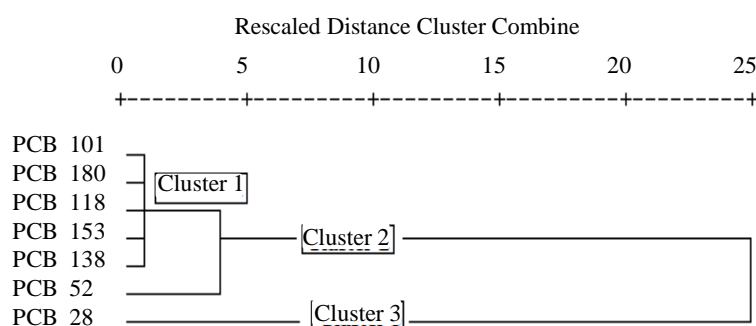 Rescaled Distance Cluster Combine
0 5 10 15 20 25
PCB 101
PCB 180
Cluster 1
PCB 118
PCB 153
Cluster 2
PCB 138
PCB 52
PCB 28
Cluster 3